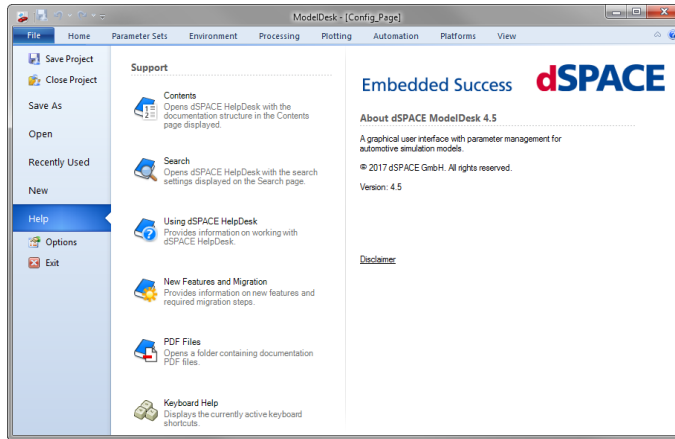 ModelDesk - [Config_Page]
File Home Parameter Sets Environment Processing Plotting Automation Platforms View
Save Project
Close Project
Save As
Open
Recently Used
New
Help
Options
Exit
Support
Contents
Opens dSPACE HelpDesk with the
documentation structure in the Contents
page displayed.
Search
Opens dSPACE HelpDesk with the search
settings displayed on the Search page.
Using dSPACE HelpDesk
Provides information on working with
dSPACE HelpDesk.
New Features and Migration
Provides information on new features and
required migration steps.
PDF Files
Opens a folder containing documentation
PDF files.
Keyboard Help
Displays the currently active keyboard
shortcuts.
Embedded Success dSPACE
About dSPACE ModelDesk 4.5
A graphical user interface with parameter management for
automotive simulation models.
© 2017 dSPACE GmbH. All rights reserved.
Version: 4.5
Disclaimer